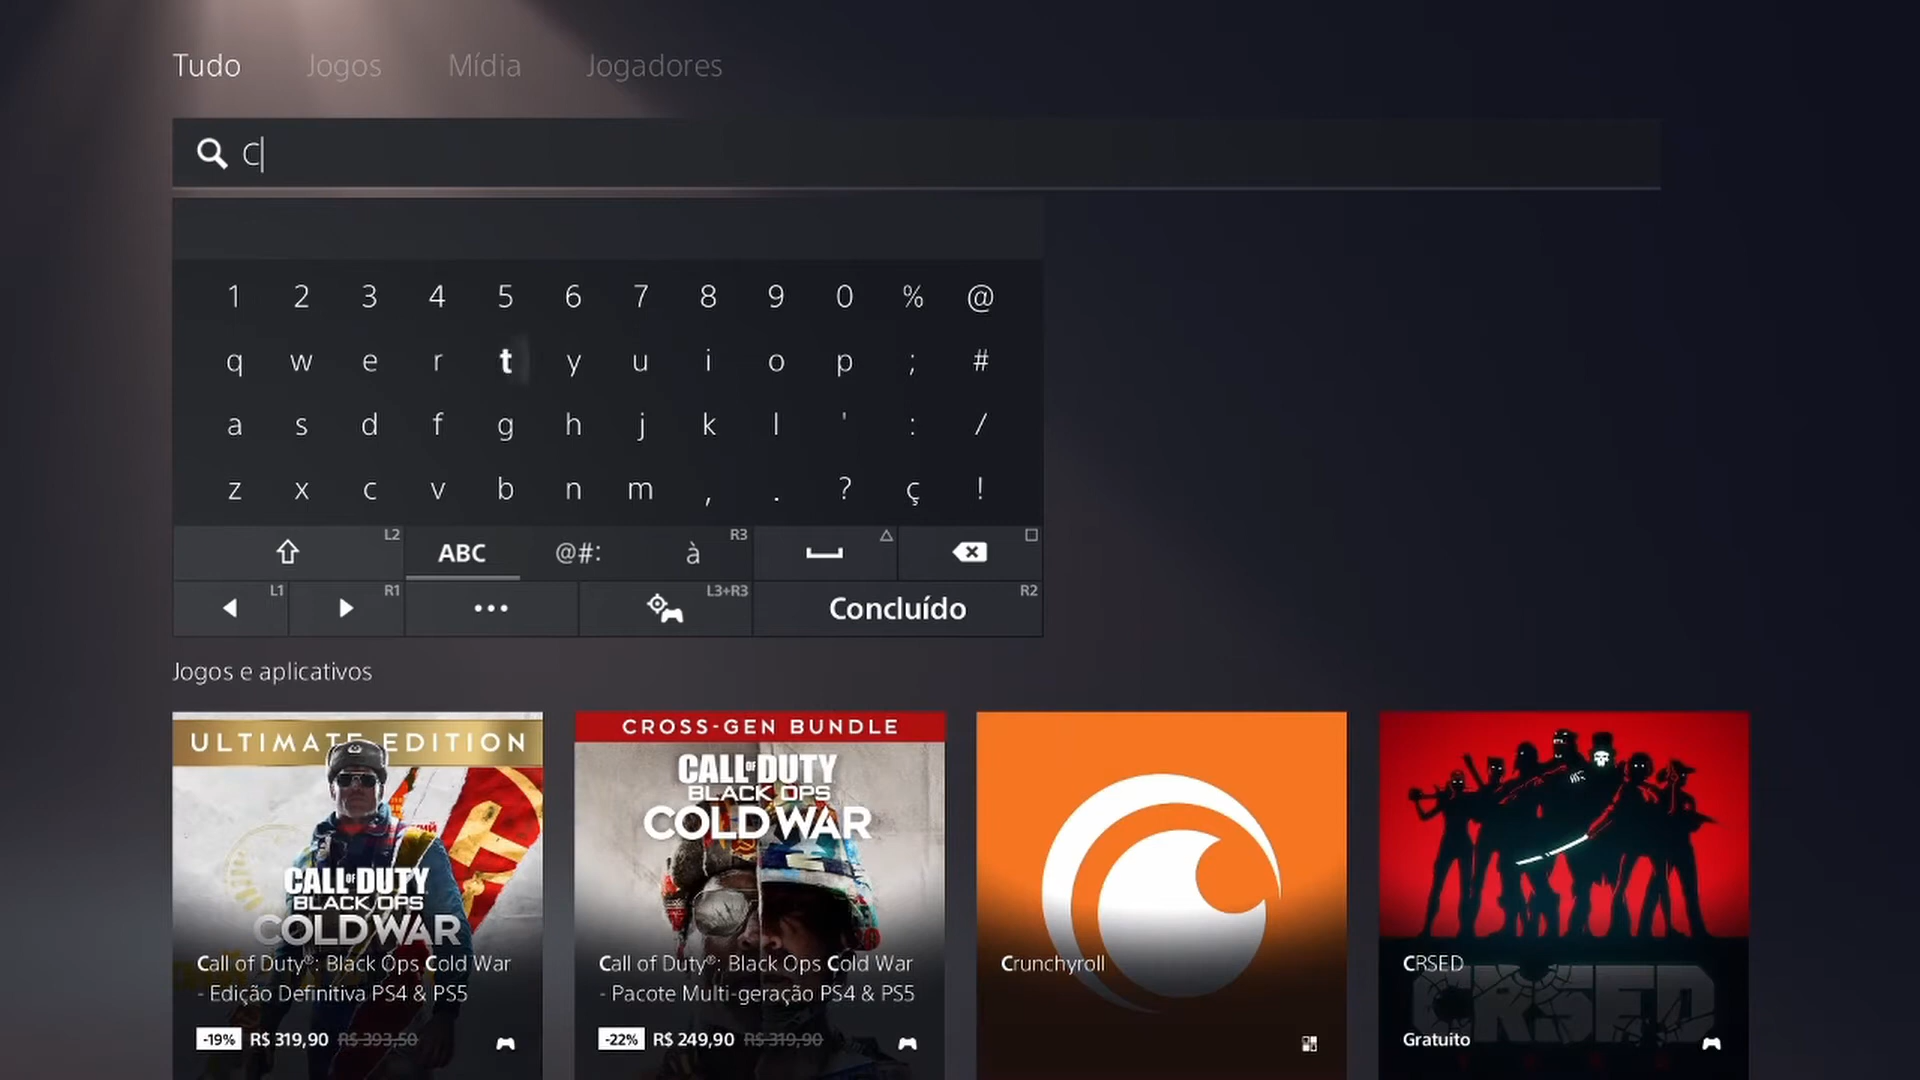 Tudo Jogos Mídia Jogadores
C
1 2 3 4 5 6 7 8 9 0 % @
q w e r t y u i o p ; #
a s d f g h j k l ' : /
z x c v b n m , . ? ç !
L2 ABC @#: à R3
L1 R1 ... L3+R3 Concluído R2
Jogos e aplicativos
ULTIMATE EDITION
CALL OF DUTY
BLACK OPS
COLD WAR
Call of Duty®: Black Ops Cold War
- Edição Definitiva PS4 & PS5
-19% R$ 319,90 R$ 393,50
CROSS-GEN BUNDLE
CALL OF DUTY
BLACK OPS
COLD WAR
Call of Duty®: Black Ops Cold War
- Pacote Multi-geração PS4 & PS5
-22% R$ 249,90 R$ 319,90
Crunchyroll
CRSED
CRSED
Gratuito